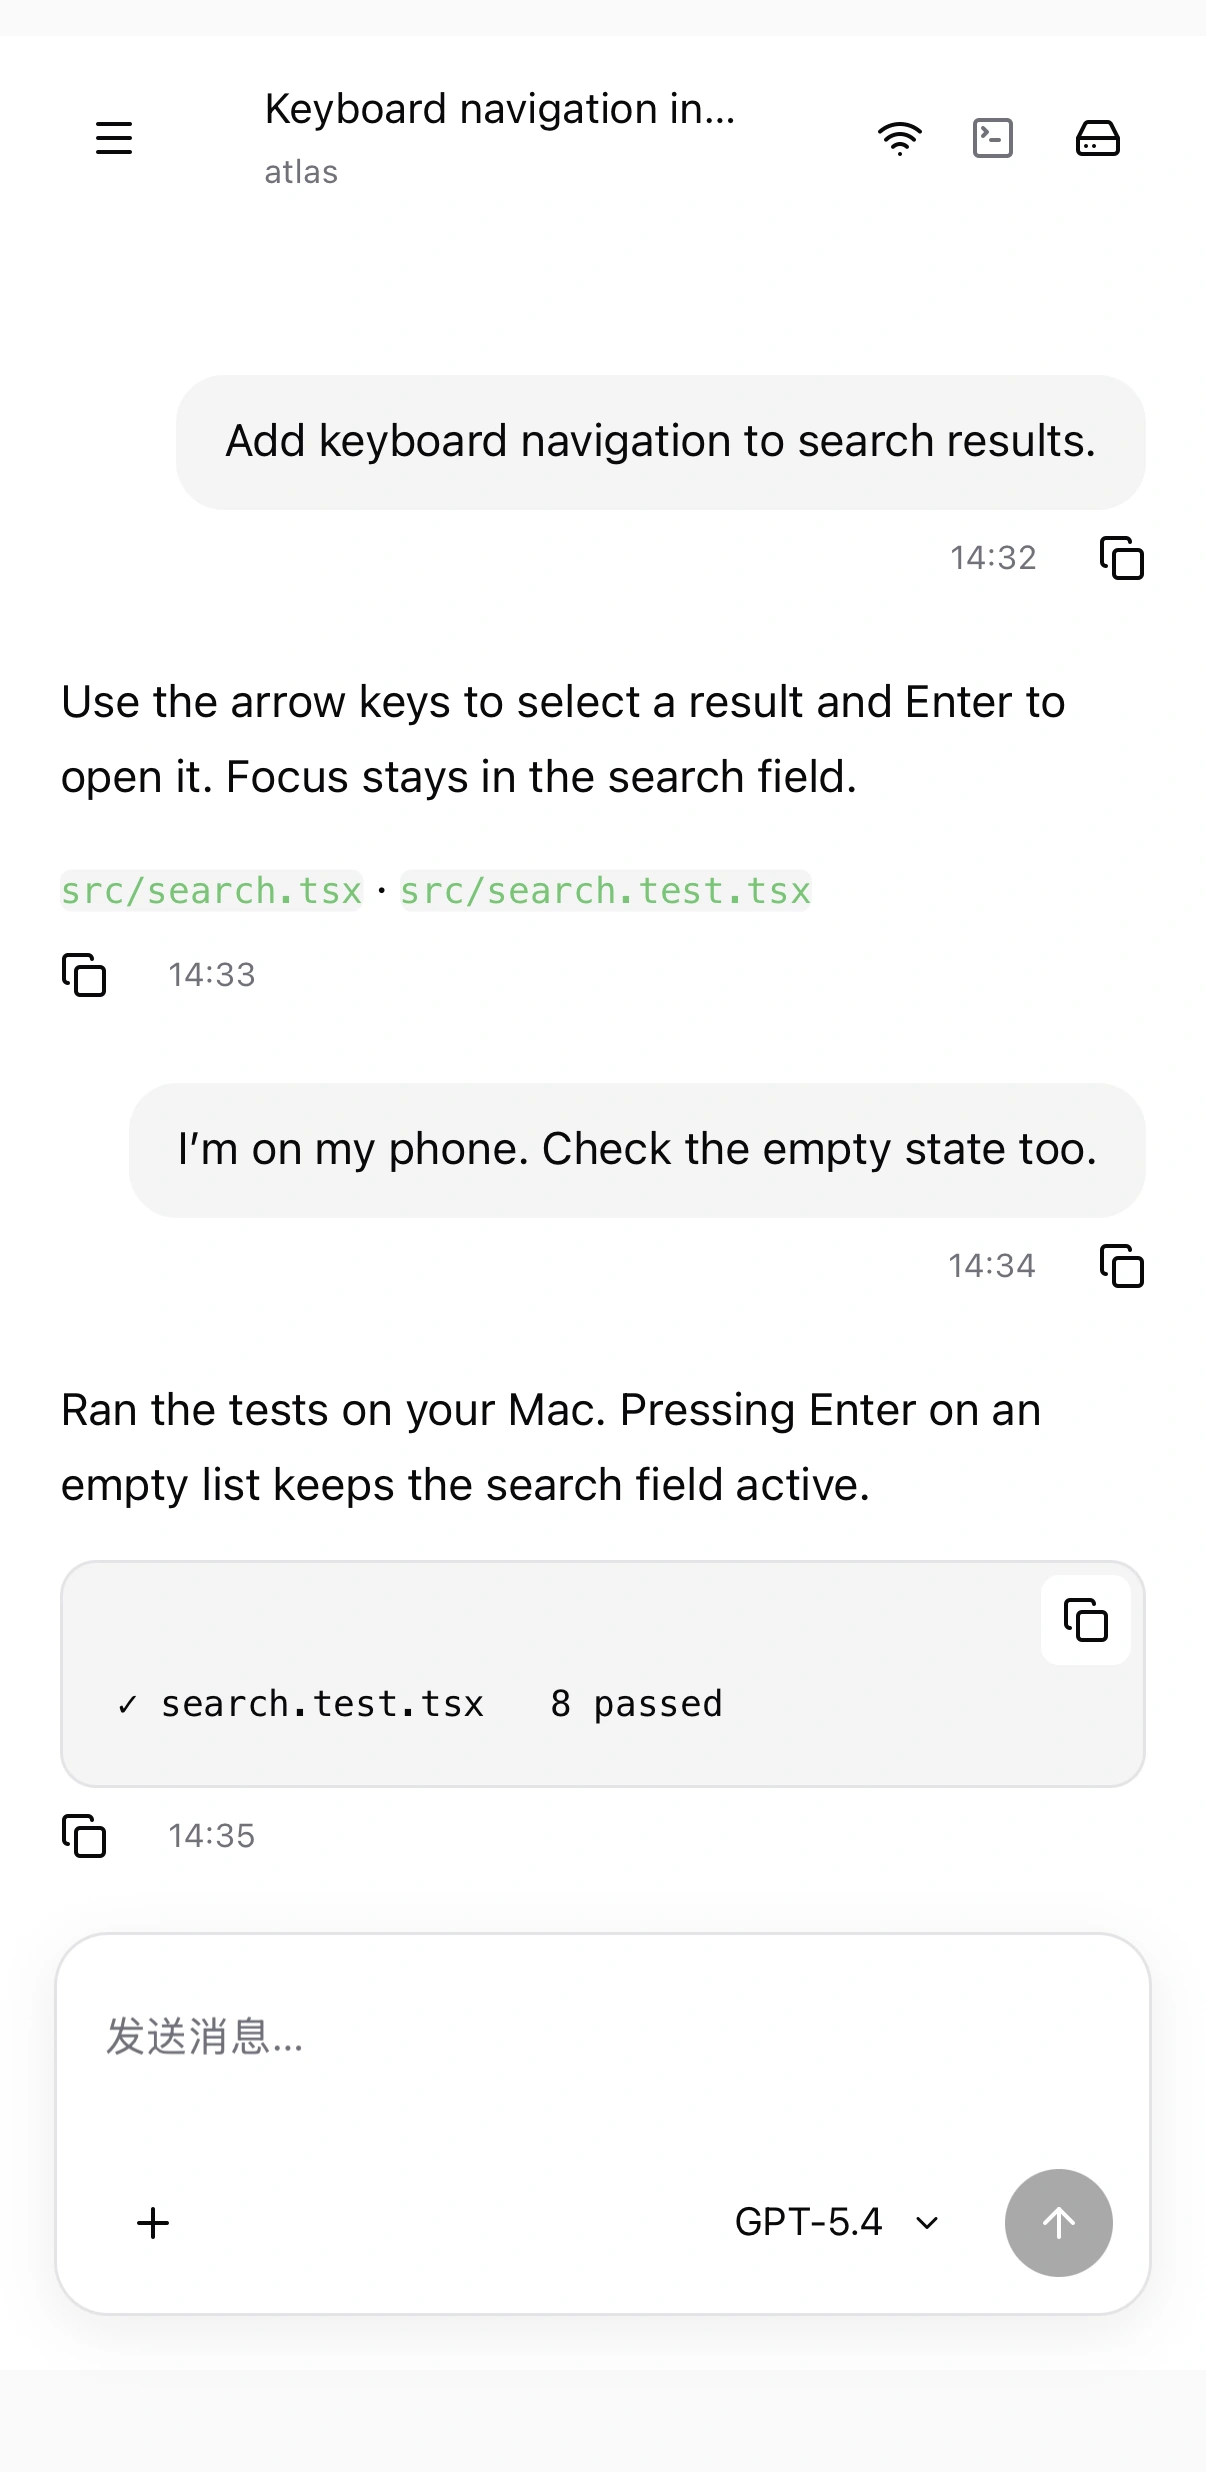 Keyboard navigation in...
atlas
Add keyboard navigation to search results.
14:32
Use the arrow keys to select a result and Enter to
open it. Focus stays in the search field.
src/search.tsx · src/search.test.tsx
14:33
I’m on my phone. Check the empty state too.
14:34
Ran the tests on your Mac. Pressing Enter on an
empty list keeps the search field active.
✓ search.test.tsx   8 passed
14:35
发送消息...
GPT-5.4